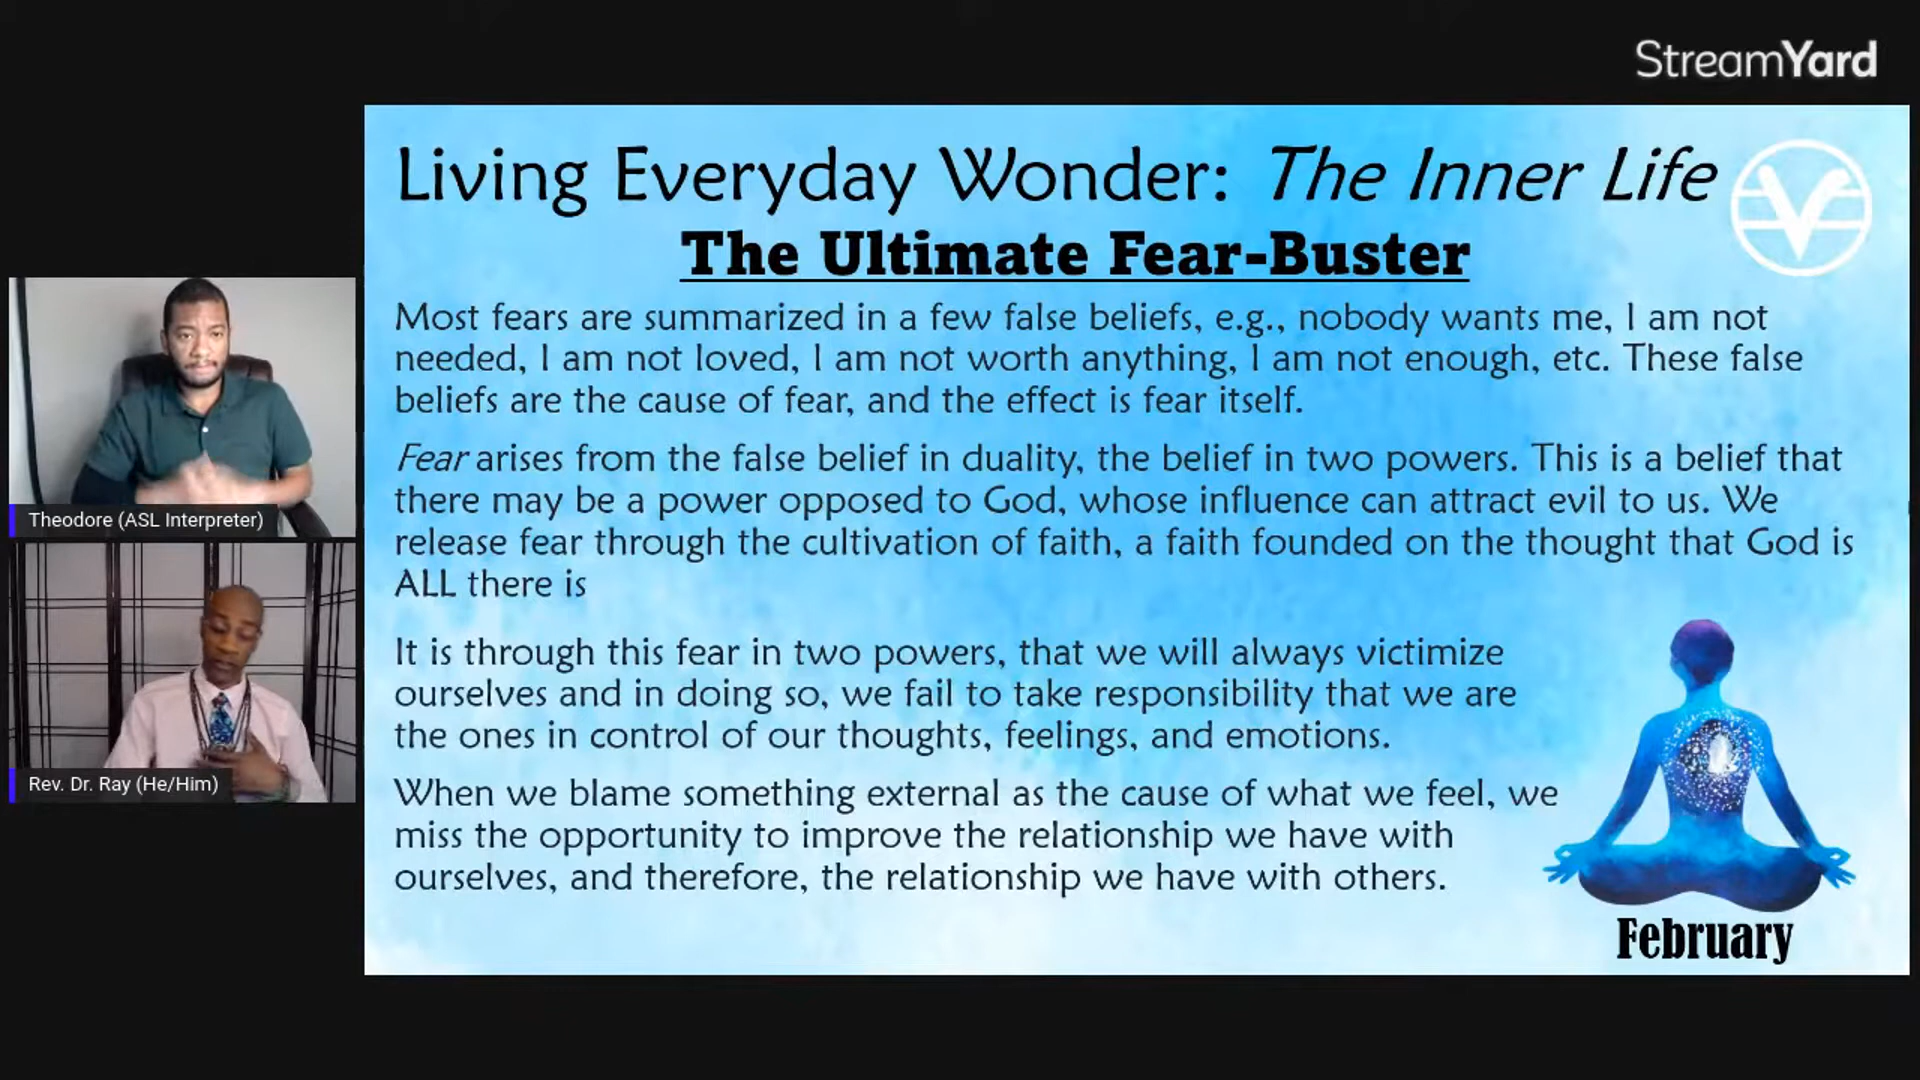 StreamYard
Living Everyday Wonder: The Inner Life
The Ultimate Fear-Buster
Most fears are summarized in a few false beliefs, e.g., nobody wants me, I am not
needed, I am not loved, I am not worth anything, I am not enough, etc. These false
beliefs are the cause of fear, and the effect is fear itself.
Fear arises from the false belief in duality, the belief in two powers. This is a belief that
there may be a power opposed to God, whose influence can attract evil to us. We
release fear through the cultivation of faith, a faith founded on the thought that God is
ALL there is
It is through this fear in two powers, that we will always victimize
ourselves and in doing so, we fail to take responsibility that we are
the ones in control of our thoughts, feelings, and emotions.
When we blame something external as the cause of what we feel, we
miss the opportunity to improve the relationship we have with
ourselves, and therefore, the relationship we have with others.
February
Theodore (ASL Interpreter)
Rev. Dr. Ray (He/Him)